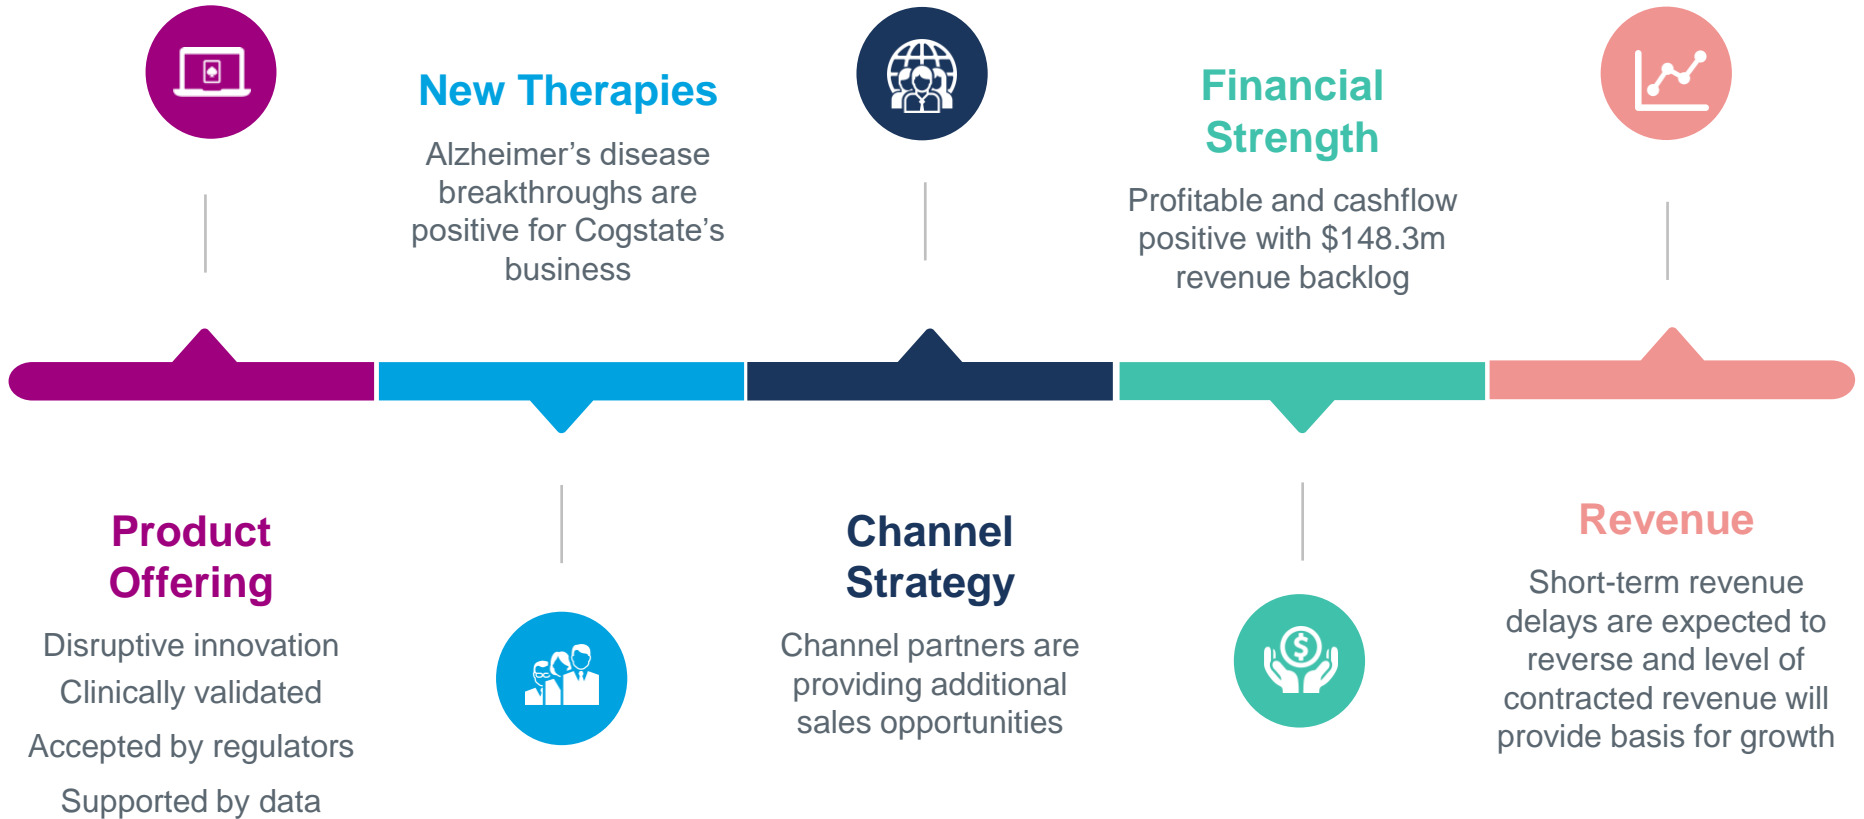 Product
Offering
Disruptive innovation
Clinically validated
Accepted by regulators
Supported by data
New Therapies
Alzheimer’s disease
breakthroughs are
positive for Cogstate’s
business
Channel
Strategy
Channel partners are
providing additional
sales opportunities
Financial
Strength
Profitable and cashflow
positive with $148.3m
revenue backlog
$
Revenue
Short-term revenue
delays are expected to
reverse and level of
contracted revenue will
provide basis for growth